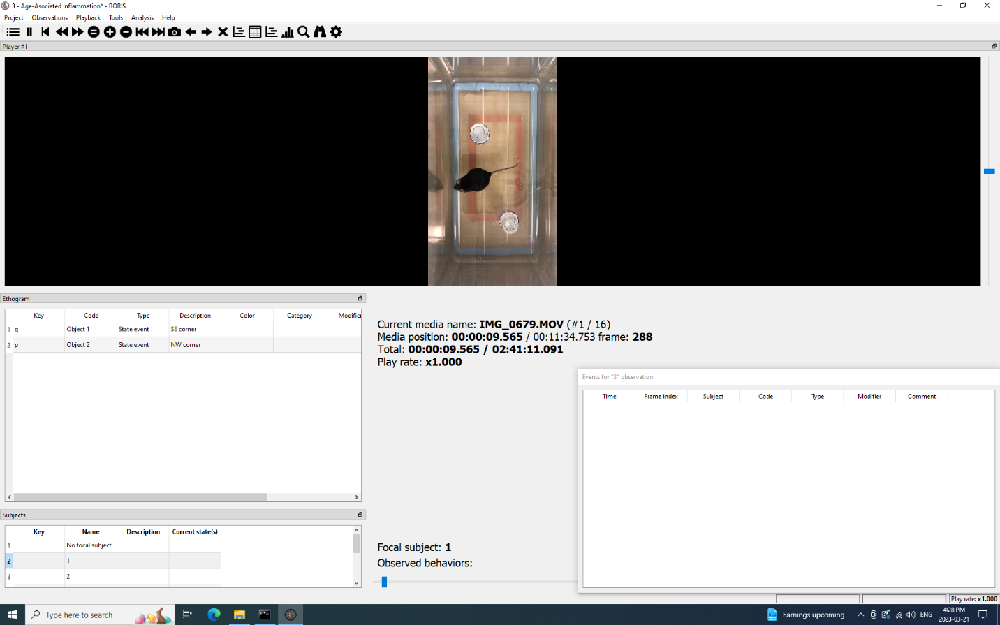 3 - Age-Asociated Inflammation* - BORIS
Project Observations Playback Tools Analysis Help
Player #1
Ethogram
Key Code Type Description Color Category Modifier
1 q Object 1 State event SE corner
2 p Object 2 State event NW corner
Current media name: IMG_0679.MOV (#1 / 16)
Media position: 00:00:09.565 / 00:11:34.753 frame: 288
Total: 00:00:09.565 / 02:41:11.091
Play rate: x1.000
Events for "3" observation
Time Frame index Subject Code Type Modifier Comment
Subjects
Key Name Description Current state(s)
1 No focal subject
2 1
3 2
Focal subject: 1
Observed behaviors:
Play rate: x1.000
Type here to search
Earnings upcoming
ENG
4:28 PM
2023-03-21